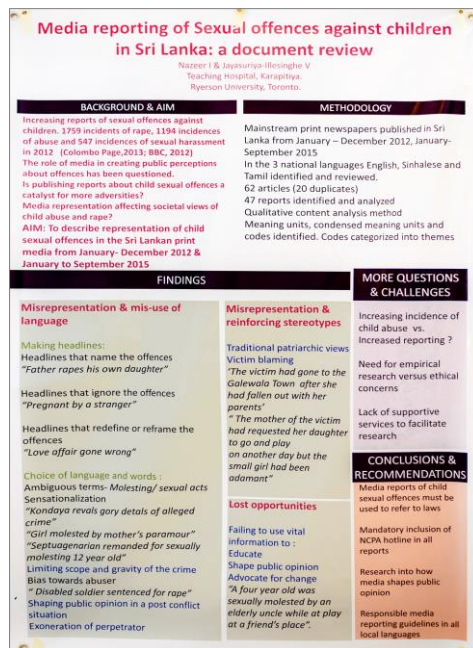 Media reporting of Sexual offences against children
in Sri Lanka: a document review
Nazeer I & Jayasuriya-Illesinghe V
Teaching Hospital, Karapitiya.
Ryerson University, Toronto.
BACKGROUND & AIM
Increasing reports of sexual offences against
children. 1759 incidents of rape, 1194 incidences
of abuse and 547 incidences of sexual harassment
in 2012 (Colombo Page,2013; BBC, 2012)
The role of media in creating public perceptions
about offences has been questioned.
Is publishing reports about child sexual offences a
catalyst for more adversities?
Media representation affecting societal views of
child abuse and rape?
AIM: To describe representation of child
sexual offences in the Sri Lankan print
media from January- December 2012 &
January to September 2015
METHODOLOGY
Mainstream print newspapers published in Sri
Lanka from January – December 2012, January-
September 2015
In the 3 national languages English, Sinhalese and
Tamil identified and reviewed.
62 articles (20 duplicates)
47 reports identified and analyzed
Qualitative content analysis method
Meaning units, condensed meaning units and
codes identified. Codes categorized into themes
FINDINGS
Misrepresentation & mis-use of
language
Making headlines:
Headlines that name the offences
"Father rapes his own daughter"
Headlines that ignore the offences
"Pregnant by a stranger"
Headlines that redefine or reframe the
offences
"Love affair gone wrong"
Choice of language and words :
Ambiguous terms- Molesting/ sexual acts
Sensationalization
"Kondaya revals gory detals of alleged
crime"
"Girl molested by mother's paramour"
"Septuagenarian remanded for sexually
molesting 12 year old"
Limiting scope and gravity of the crime
Bias towards abuser
" Disabled soldier sentenced for rape"
Shaping public opinion in a post conflict
situation
Exoneration of perpetrator
Misrepresentation &
reinforcing stereotypes
Traditional patriarchic views
Victim blaming
'The victim had gone to the
Galewala Town after she
had fallen out with her
parents'
" The mother of the victim
had requested her daughter
to go and play
on another day but the
small girl had been
adamant"
Lost opportunities
Failing to use vital
information to :
Educate
Shape public opinion
Advocate for change
"A four year old was
sexually molested by an
elderly uncle while at play
at a friend's place".
MORE QUESTIONS
& CHALLENGES
Increasing incidence of
child abuse vs.
Increased reporting ?
Need for empirical
research versus ethical
concerns
Lack of supportive
services to facilitate
research
CONCLUSIONS &
RECOMMENDATIONS
Media reports of child
sexual offences must be
used to refer to laws
Mandatory inclusion of
NCPA hotline in all
reports
Research into how
media shapes public
opinion
Responsible media
reporting guidelines in all
local languages